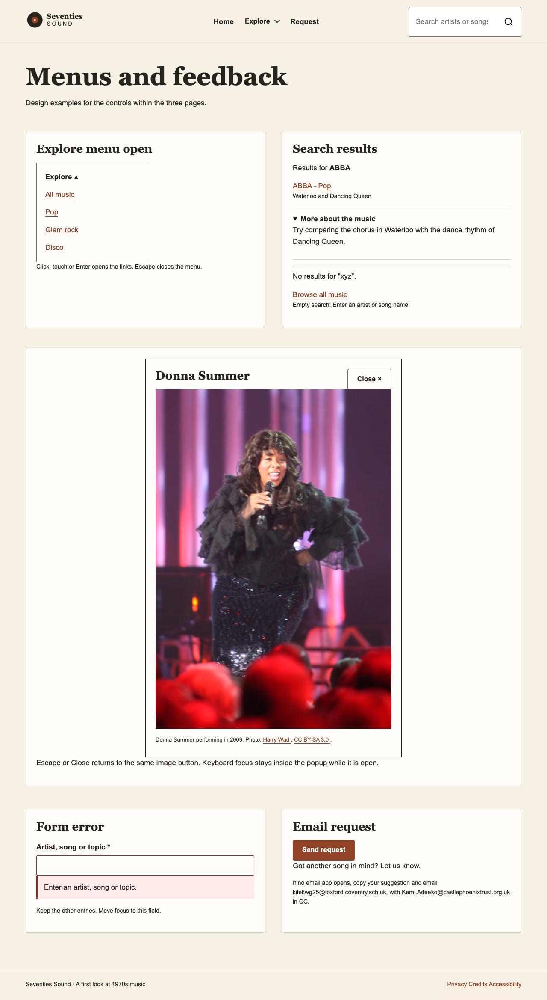 Seventies
SOUND
Home Explore Request
Search artists or songs
Menus and feedback
Design examples for the controls within the three pages.
Explore menu open
Explore ▴
All music
Pop
Glam rock
Disco
Click, touch or Enter opens the links. Escape closes the menu.
Search results
Results for ABBA
ABBA - Pop
Waterloo and Dancing Queen
▼ More about the music
Try comparing the chorus in Waterloo with the dance rhythm of
Dancing Queen.
No results for "xyz".
Browse all music
Empty search: Enter an artist or song name.
Donna Summer
Close ×
Donna Summer performing in 2009. Photo: Harry Wad , CC BY-SA 3.0 .
Escape or Close returns to the same image button. Keyboard focus stays inside the popup while it is open.
Form error
Artist, song or topic *
Enter an artist, song or topic.
Keep the other entries. Move focus to this field.
Email request
Send request
Got another song in mind? Let us know.
If no email app opens, copy your suggestion and email
kilekwg25@foxford.coventry.sch.uk, with Kemi.Adeeko@castlephoenixtrust.org.uk
in CC.
Seventies Sound · A first look at 1970s music
Privacy Credits Accessibility